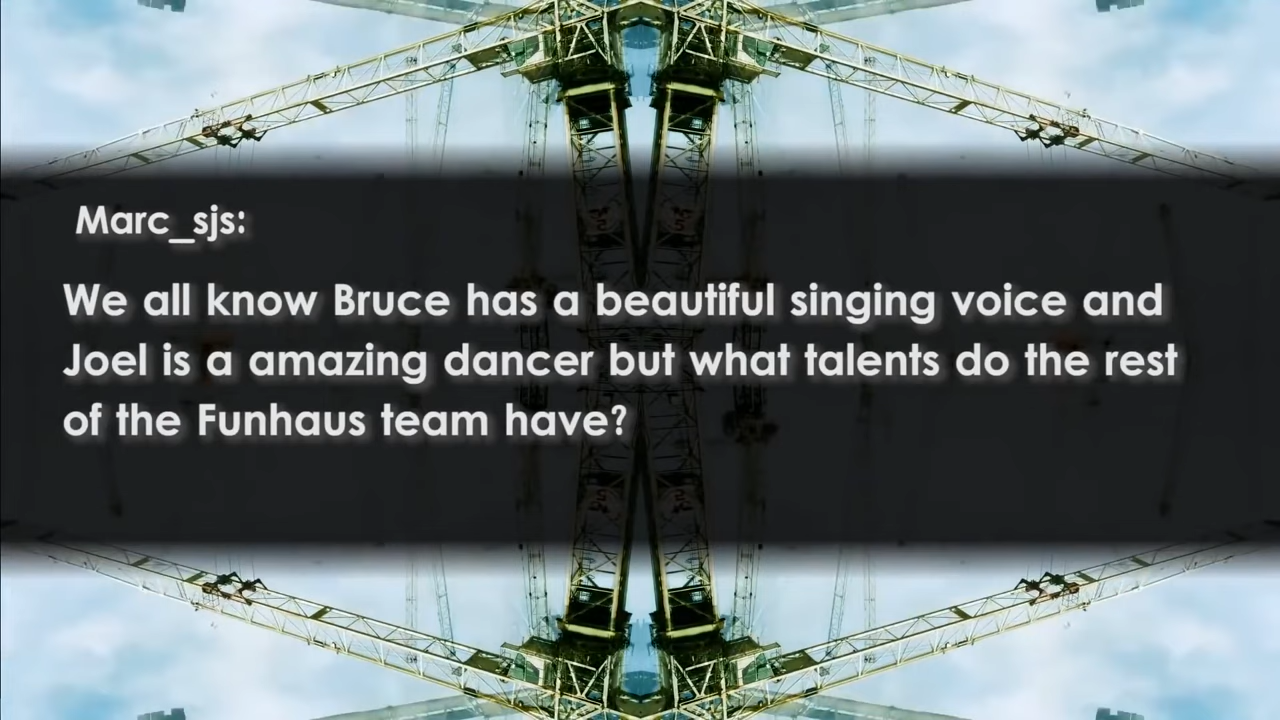 Marc_sjs:
We all know Bruce has a beautiful singing voice and
Joel is a amazing dancer but what talents do the rest
of the Funhaus team have?